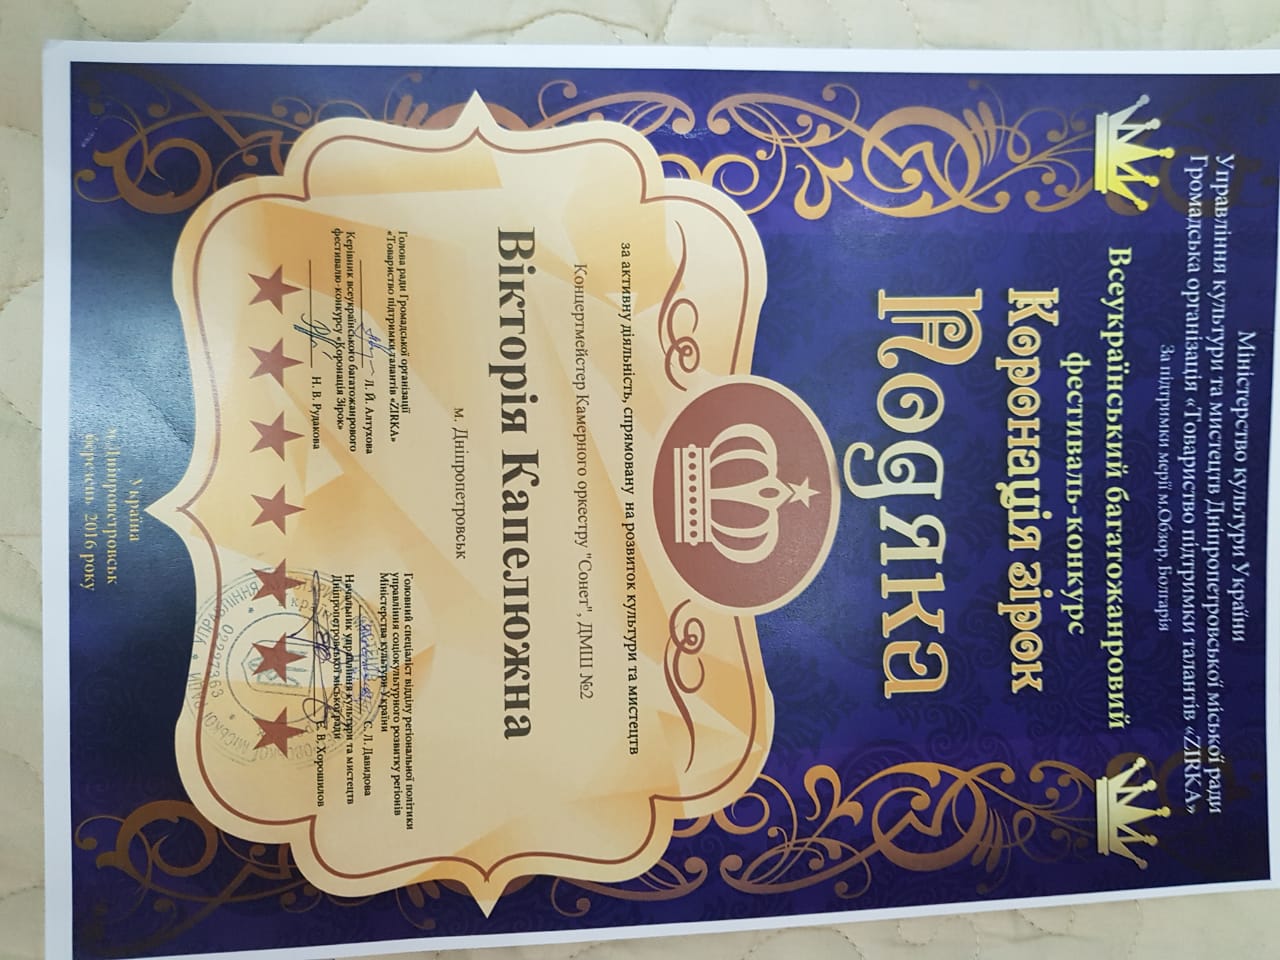 Міністерство культури України
Управління культури та мистецтв Дніпропетровської міської ради
Громадська організація «Товариство підтримки талантів «ZIRKA»
За підтримки мерії м.Обзор, Болгарія
Всеукраїнський багатожанровий
фестиваль-конкурс
Коронація зірок
Подяка
за активну діяльність, спрямовану на розвиток культури та мистецтв
Концертмейстер Камерного оркестру "Сонет", ДМШ №2
Вікторія Капелюжна
м. Дніпропетровськ
Голова ради Громадської організації
«Товариство підтримки талантів «ZIRKA»
Л. Й. Алтухова
Керівник всеукраїнського багатожанрового
фестивалю-конкурсу «Коронація Зірок»
Н. В. Рудакова
Головний спеціаліст відділу регіональної політики
управління соціокультурного розвитку регіонів
Міністерства культури України
С. Л. Давидова
Начальник управління культури та мистецтв
Дніпропетровської міської ради
Є. В. Хорошилов
02227363
Україна
м. Дніпропетровськ
березень, 2016 року